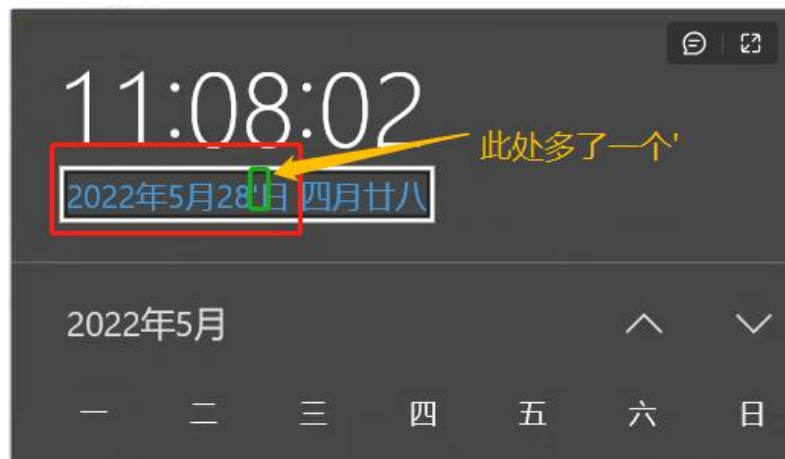 11:08:02
此处多了一个'
2022年5月28'日 四月廿八
2022年5月
一 二 三 四 五 六 日